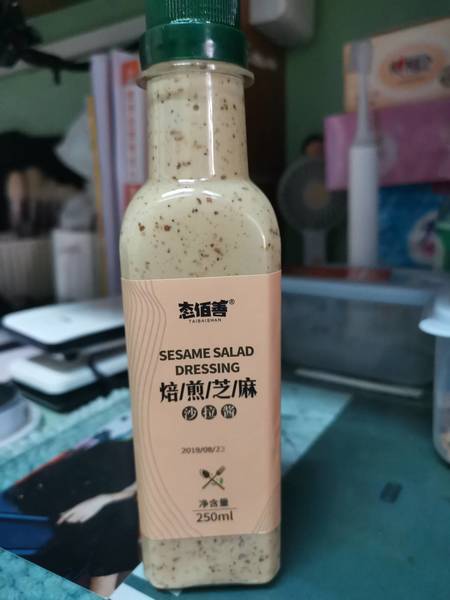 态佰善®
TAIBAISHAN
SESAME SALAD
DRESSING
焙/煎/芝/麻
沙拉酱
2019/08/23
净含量
250ml